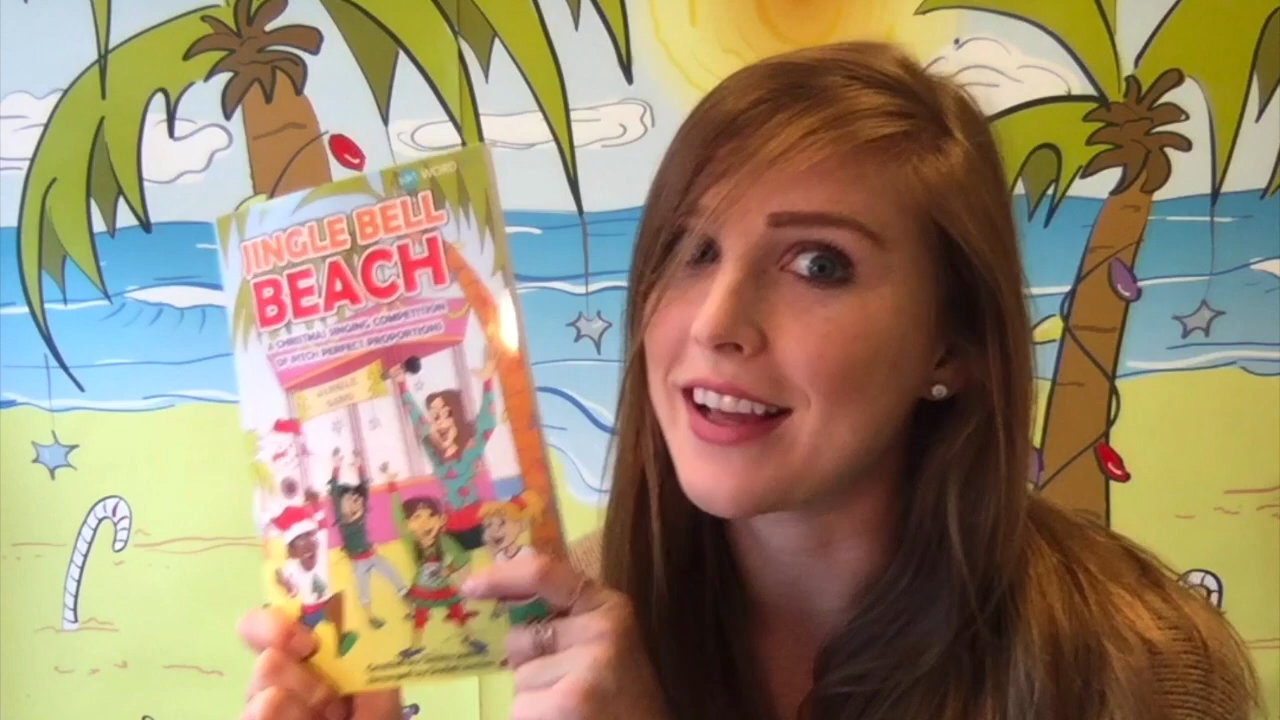 WORD
JINGLE BELL
BEACH
A CHRISTMAS SINGING COMPETITION
OF PITCH PERFECT PROPORTIONS